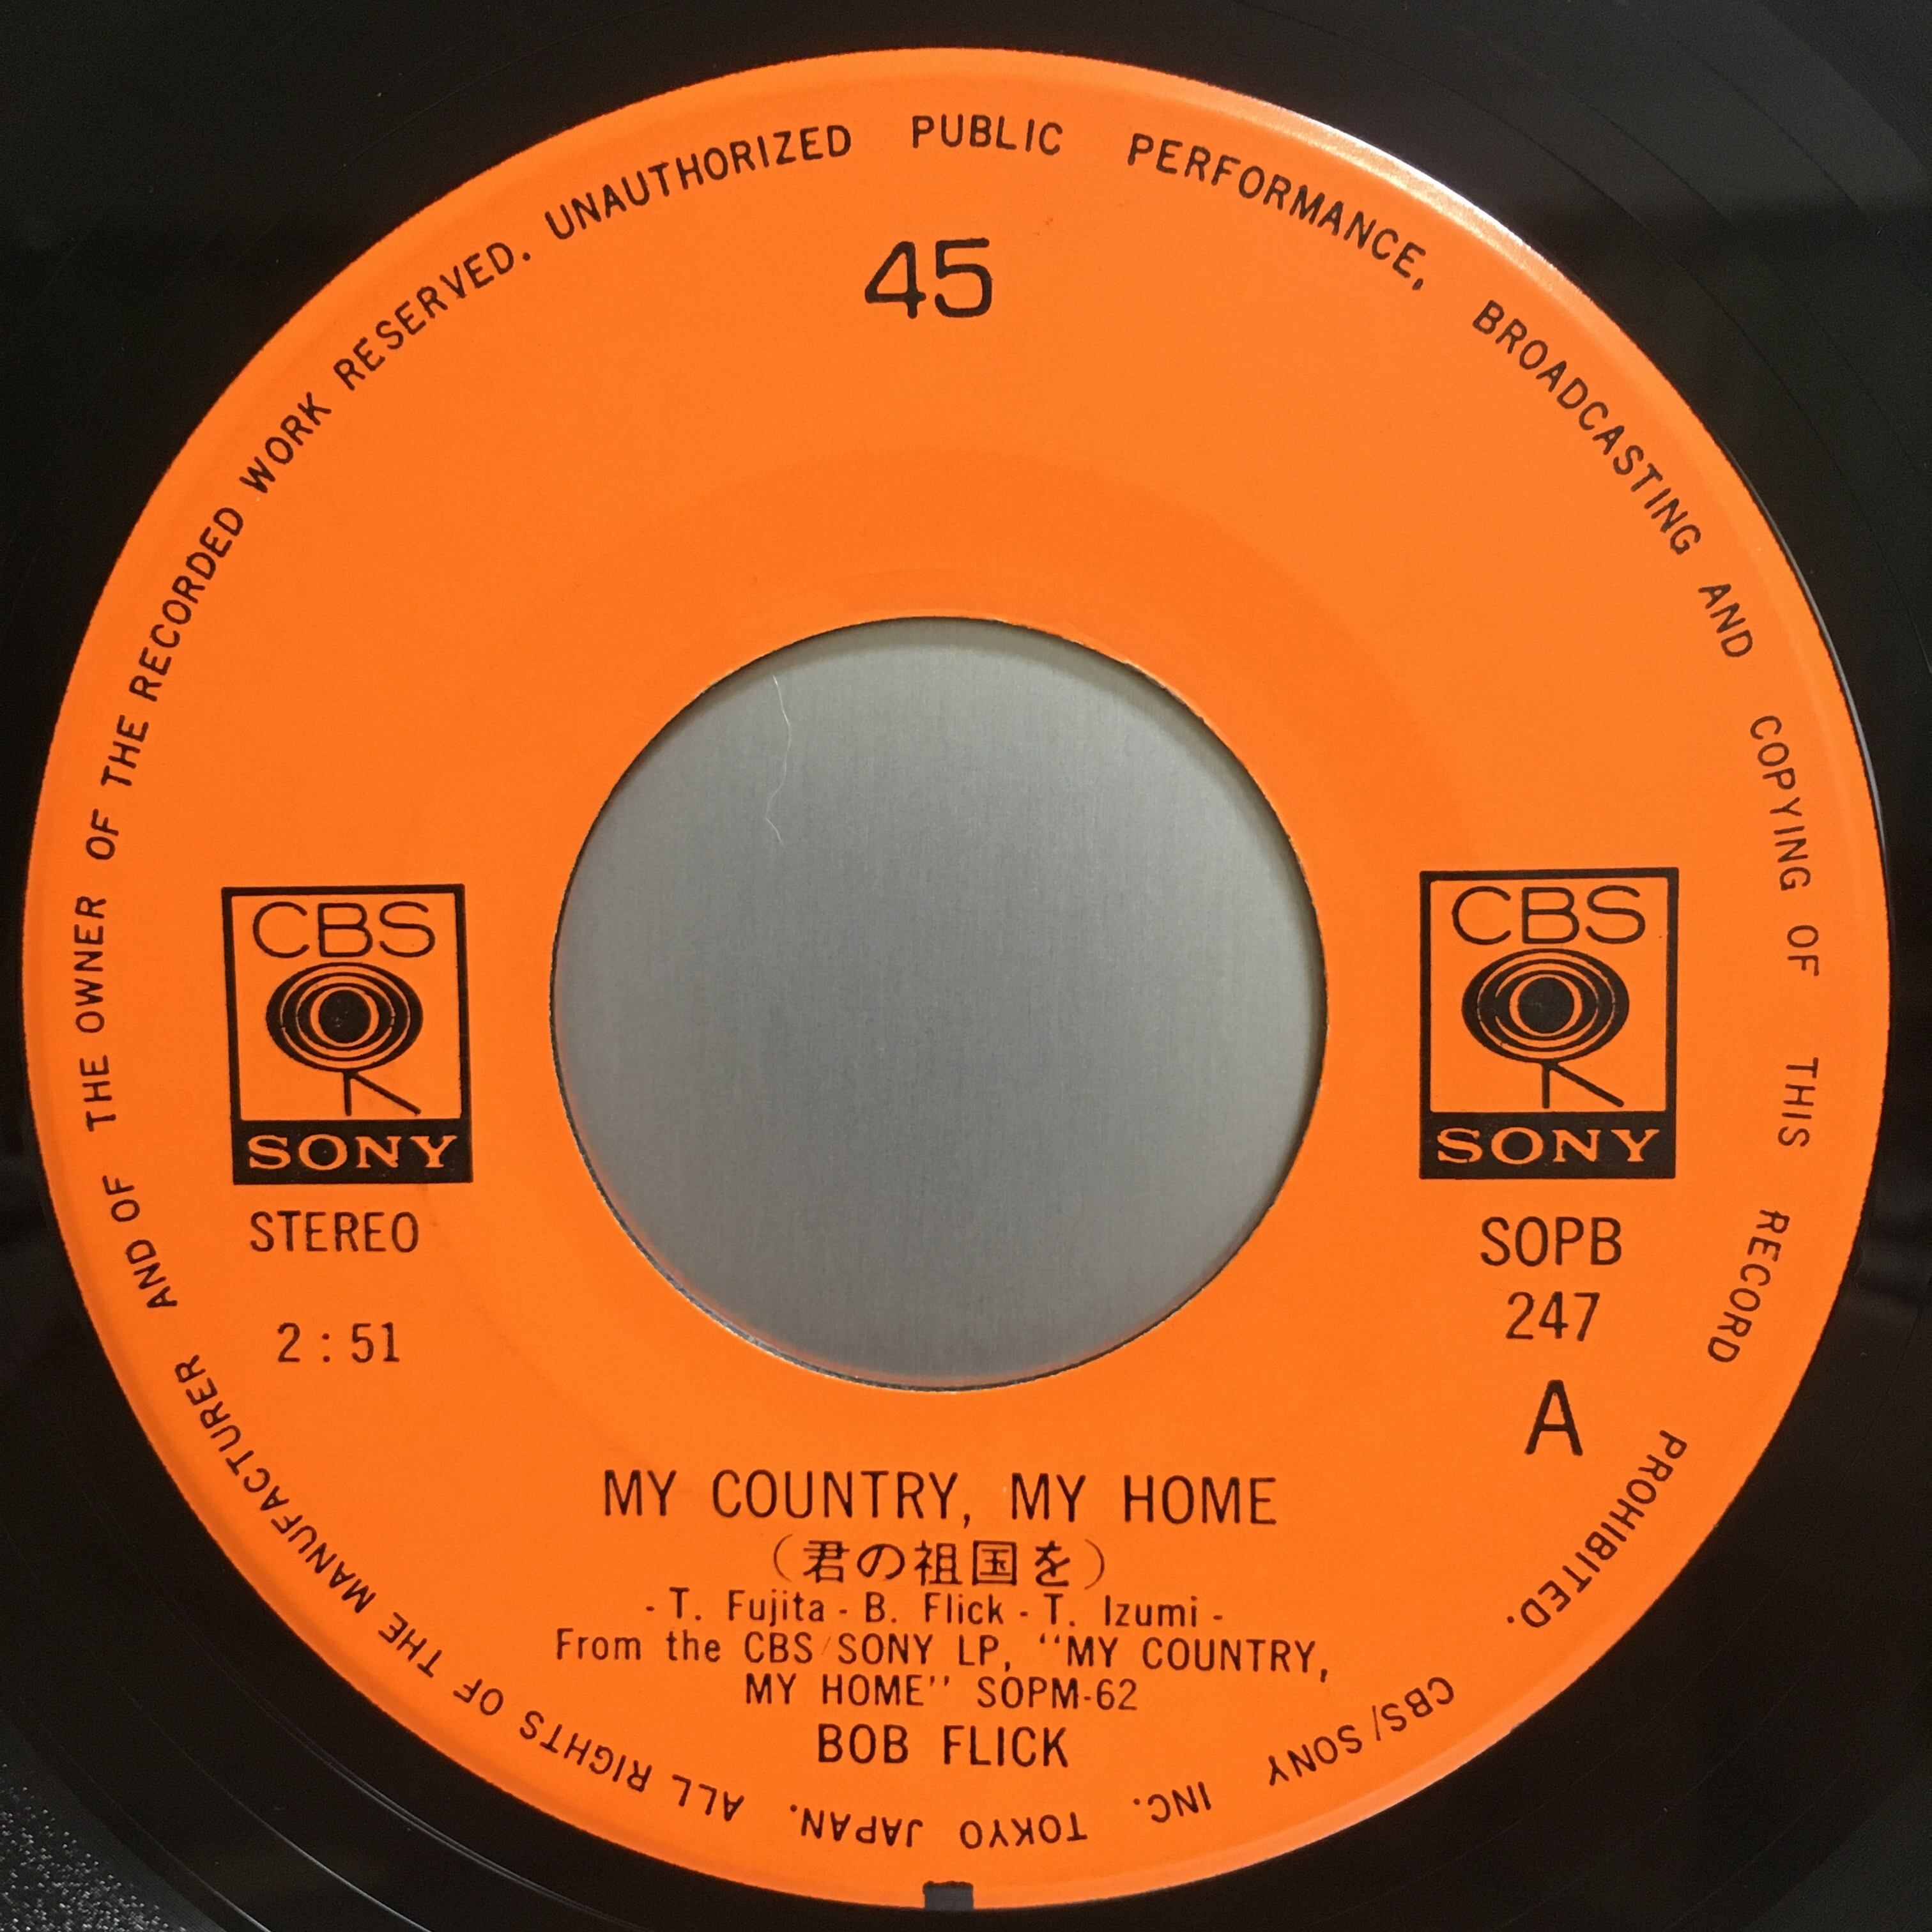 CBS/SONY INC. TOKYO JAPAN. ALL RIGHTS OF THE MANUFACTURER AND OF THE OWNER OF THE RECORDED WORK RESERVED. UNAUTHORIZED PUBLIC PERFORMANCE, BROADCASTING AND COPYING OF THIS RECORD PROHIBITED.
45
CBS
SONY
STEREO
2:51
CBS
SONY
SOPB
247
A
MY COUNTRY, MY HOME
(君の祖国を)
- T. Fujita - B. Flick - T. Izumi -
From the CBS/SONY LP, “MY COUNTRY,
MY HOME” SOPM-62
BOB FLICK